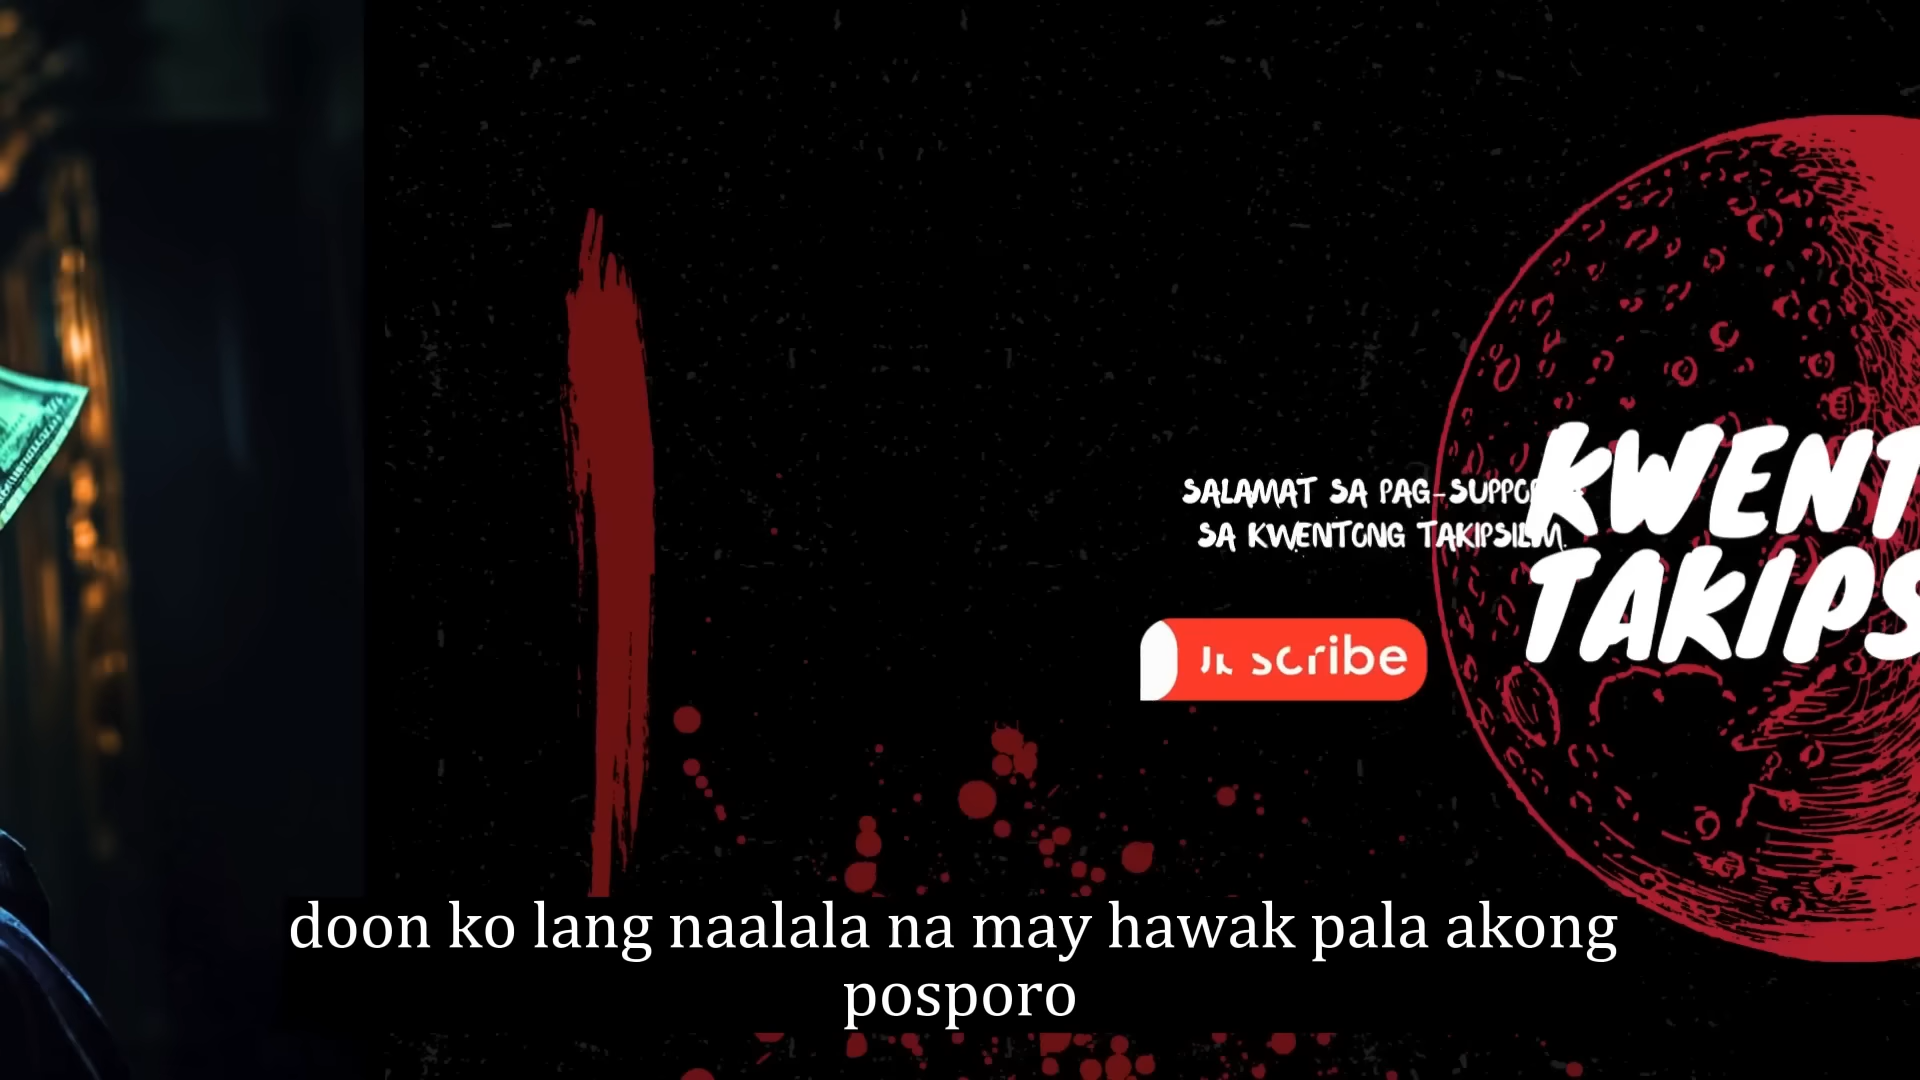 SALAMAT SA PAG-SUPPO
SA KWENTONG TAKIPSILIM.
KWENT
TAKIPS
scribe
doon ko lang naalala na may hawak pala akong
posporo